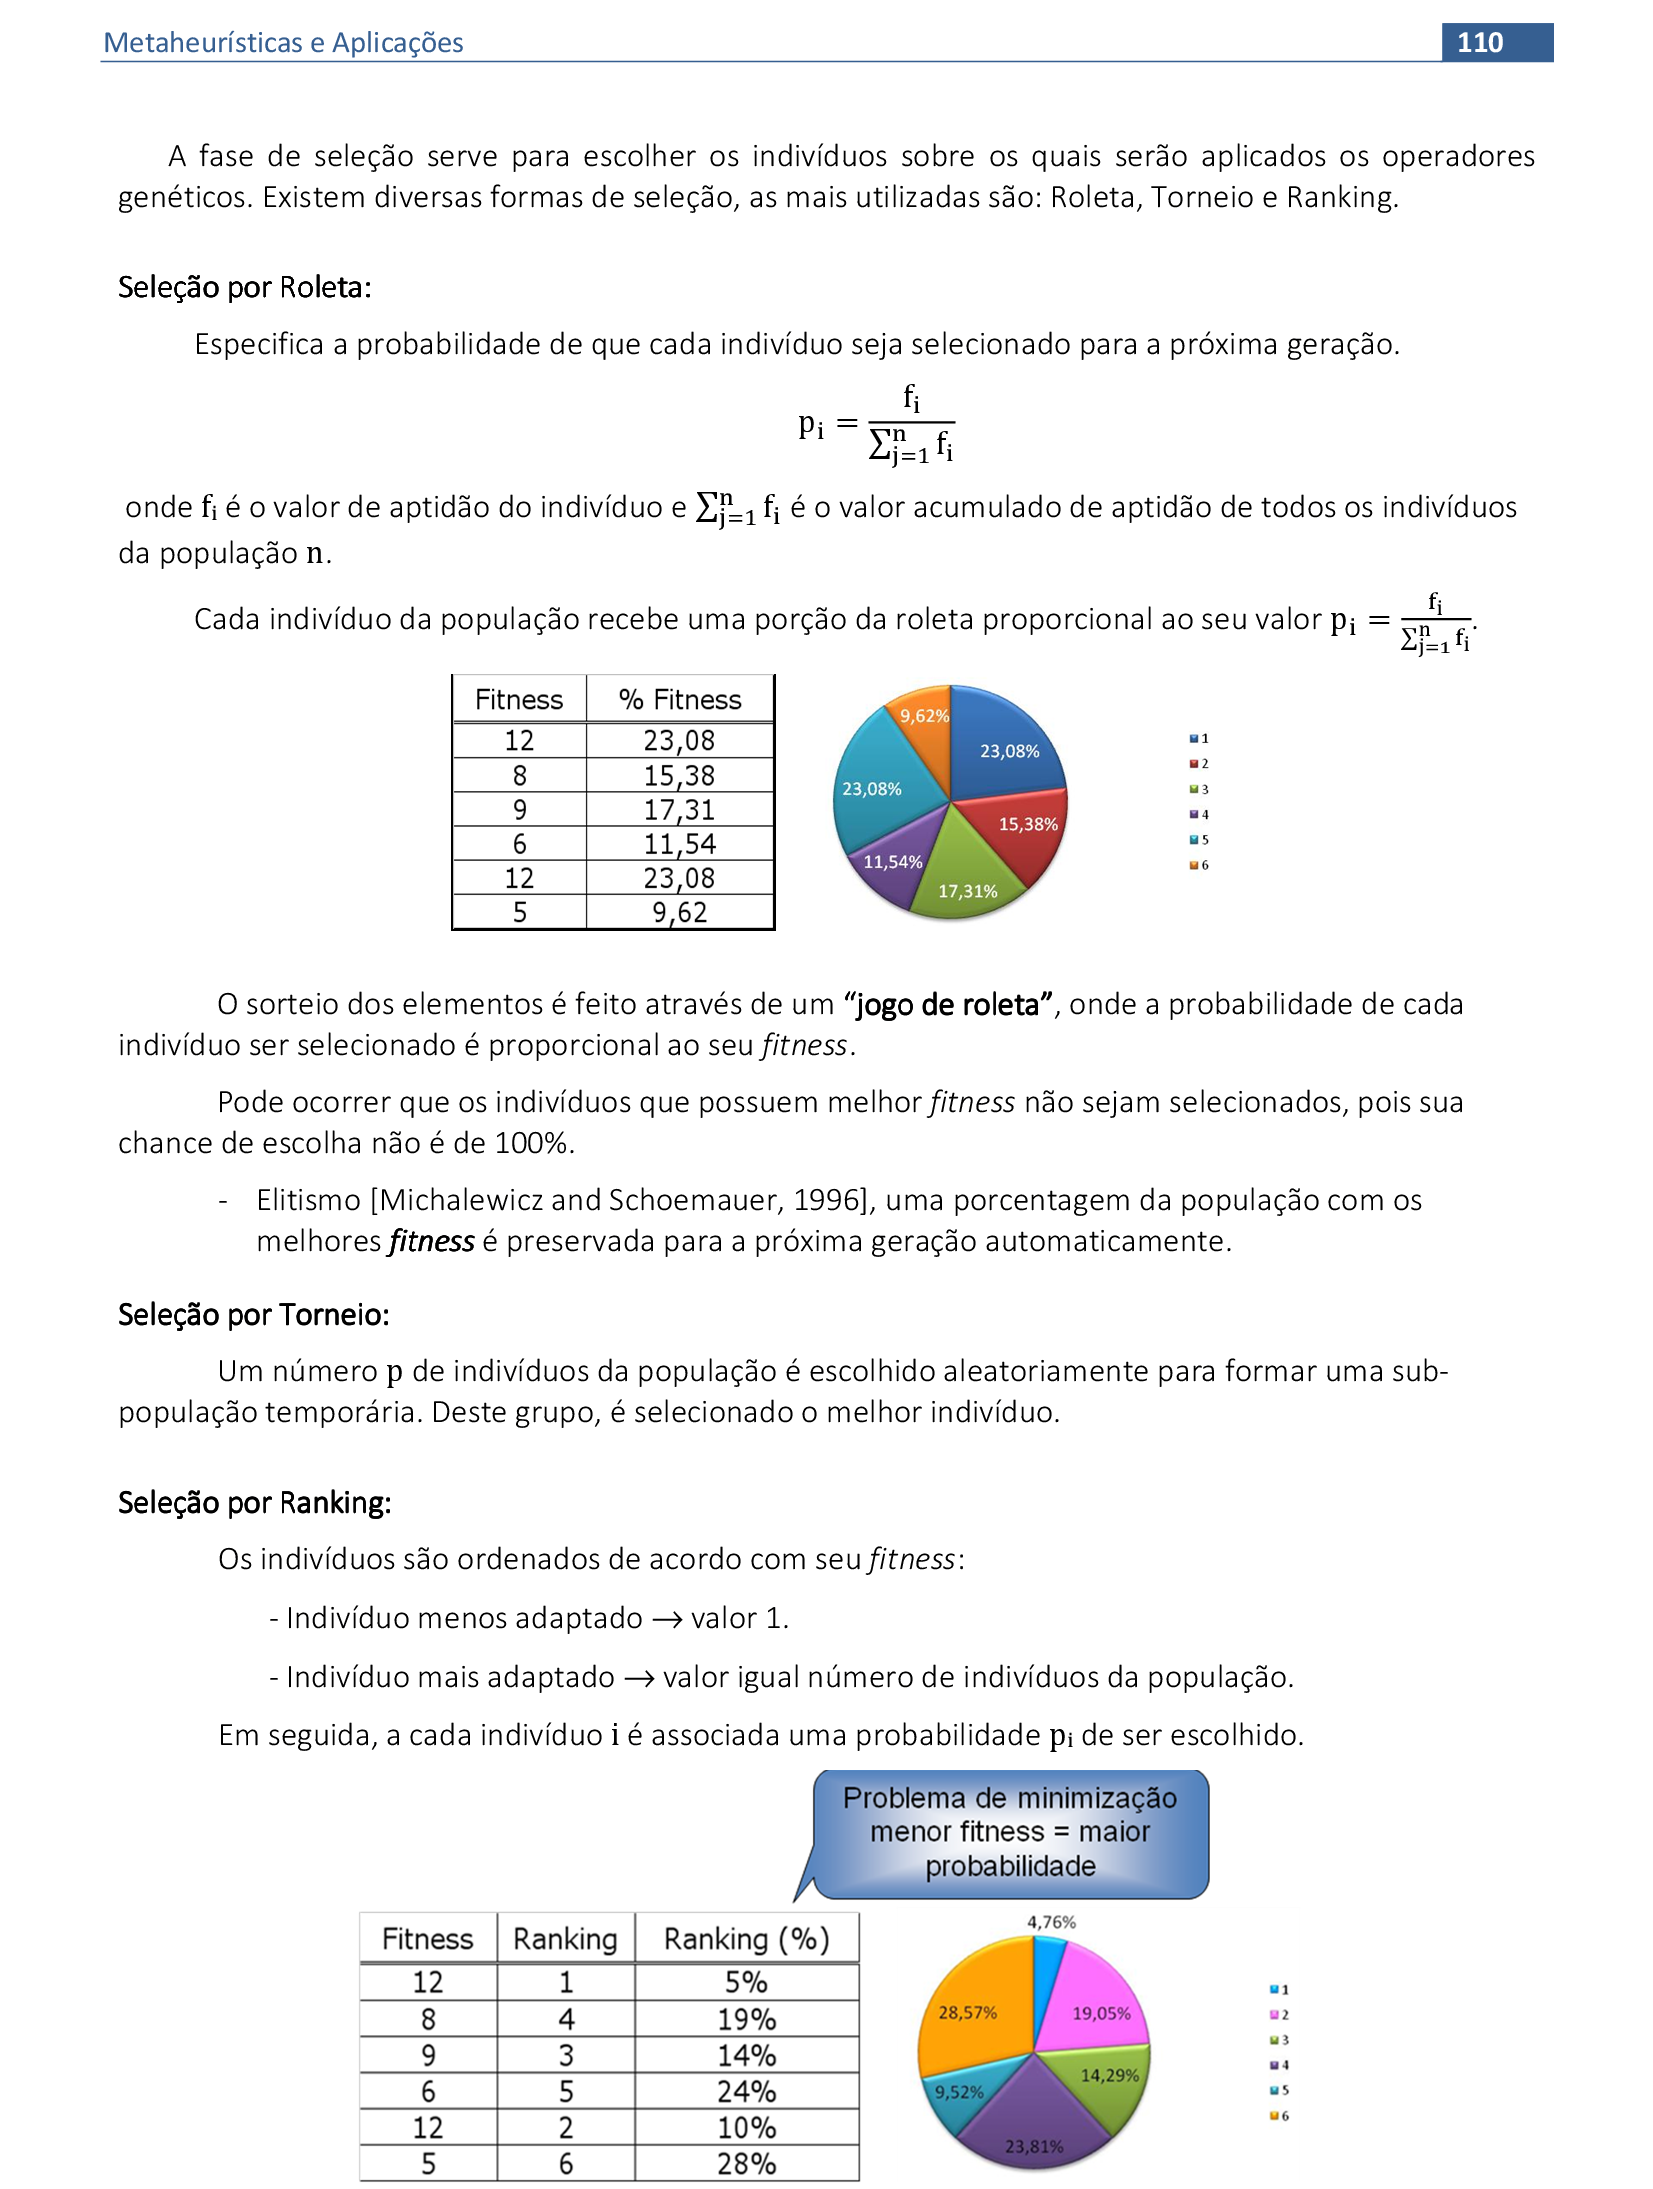 Metaheurísticas e Aplicações 110
A fase de seleção serve para escolher os indivíduos sobre os quais serão aplicados os operadores
genéticos. Existem diversas formas de seleção, as mais utilizadas são: Roleta, Torneio e Ranking.
Seleção por Roleta:
Especifica a probabilidade de que cada indivíduo seja selecionado para a próxima geração.
p_i = f_i / ∑_{j=1}^{n} f_i
onde f_i é o valor de aptidão do indivíduo e ∑_{j=1}^{n} f_i é o valor acumulado de aptidão de todos os indivíduos
da população n.
Cada indivíduo da população recebe uma porção da roleta proporcional ao seu valor p_i = f_i / ∑_{j=1}^{n} f_i.
Fitness % Fitness
12 23,08
8 15,38
9 17,31
6 11,54
12 23,08
5 9,62
9,62%
23,08%
23,08%
15,38%
11,54%
17,31%
1
2
3
4
5
6
O sorteio dos elementos é feito através de um “jogo de roleta”, onde a probabilidade de cada
indivíduo ser selecionado é proporcional ao seu fitness.
Pode ocorrer que os indivíduos que possuem melhor fitness não sejam selecionados, pois sua
chance de escolha não é de 100%.
- Elitismo [Michalewicz and Schoemauer, 1996], uma porcentagem da população com os
melhores fitness é preservada para a próxima geração automaticamente.
Seleção por Torneio:
Um número p de indivíduos da população é escolhido aleatoriamente para formar uma sub-
população temporária. Deste grupo, é selecionado o melhor indivíduo.
Seleção por Ranking:
Os indivíduos são ordenados de acordo com seu fitness:
- Indivíduo menos adaptado → valor 1.
- Indivíduo mais adaptado → valor igual número de indivíduos da população.
Em seguida, a cada indivíduo i é associada uma probabilidade p_i de ser escolhido.
Problema de minimização
menor fitness = maior
probabilidade
Fitness Ranking Ranking (%)
12 1 5%
8 4 19%
9 3 14%
6 5 24%
12 2 10%
5 6 28%
4,76%
28,57%
19,05%
14,29%
9,52%
23,81%
1
2
3
4
5
6